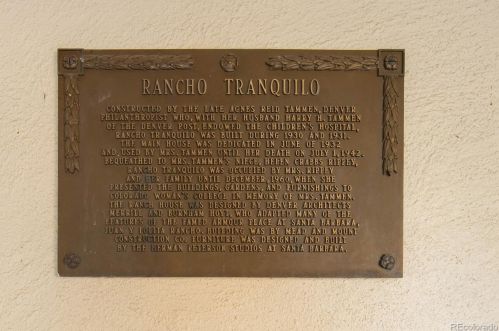 RANCHO TRANQUILO
CONSTRUCTED BY THE LATE AGNES REID TAMMEN, DENVER
PHILANTHROPIST WHO, WITH HER HUSBAND HARRY H. TAMMEN
OF THE DENVER POST, ENDOWED THE CHILDREN'S HOSPITAL,
RANCHO TRANQUILO WAS BUILT DURING 1930 AND 1931.
THE MAIN HOUSE WAS DEDICATED IN JUNE OF 1932
AND USED BY MRS. TAMMEN UNTIL HER DEATH ON JULY 1, 1942.
BEQUEATHED TO MRS. TAMMEN'S NIECE, HELEN CRABBS RIPPEY,
RANCHO TRANQUILO WAS OCCUPIED BY MRS. RIPPEY
AND HER FAMILY UNTIL DECEMBER, 1960, WHEN SHE
PRESENTED THE BUILDINGS, GARDENS, AND FURNISHINGS TO
COLORADO WOMAN'S COLLEGE IN MEMORY OF MRS. TAMMEN.
THE RANCH HOUSE WAS DESIGNED BY DENVER ARCHITECTS
MERRILL AND BURNHAM HOYT, WHO ADAPTED MANY OF THE
FEATURES OF THE FAMED ARMOUR PLACE AT SANTA BARBARA,
JUAN Y LOLITA RANCHO. BUILDING WAS BY MEAD AND MOUNT
CONSTRUCTION CO. FURNITURE WAS DESIGNED AND BUILT
BY THE HERMAN PETERSON STUDIOS AT SANTA BARBARA.
REcolorado